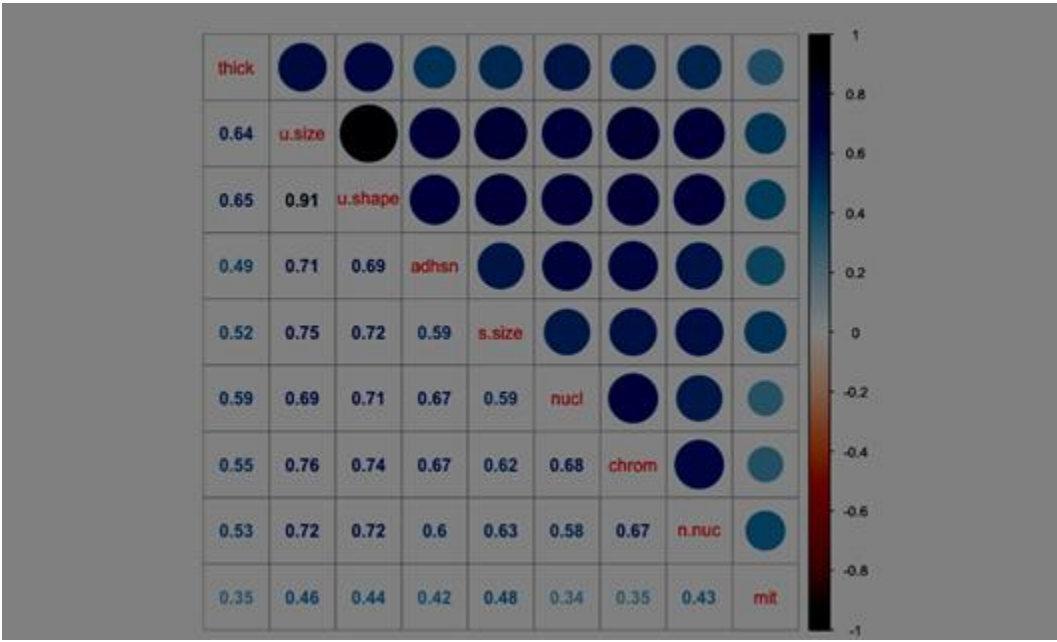 thick
0.64 u.size
0.65 0.91 u.shape
0.49 0.71 0.69 adhsn
0.52 0.75 0.72 0.59 s.size
0.59 0.69 0.71 0.67 0.59 nucl
0.55 0.76 0.74 0.67 0.62 0.68 chrom
0.53 0.72 0.72 0.6 0.63 0.58 0.67 n.nuc
0.35 0.46 0.44 0.42 0.48 0.34 0.35 0.43 mit
1
0.8
0.6
0.4
0.2
0
-0.2
-0.4
-0.6
-0.8
-1